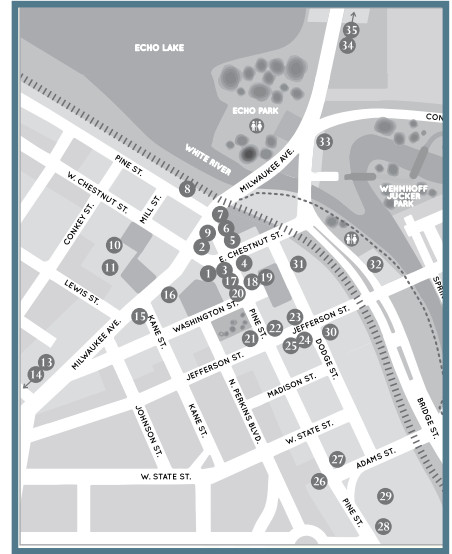 35
34
ECHO LAKE
ECHO PARK
CON
33
WHITE RIVER
MILWAUKEE AVE.
PINE ST.
8
WEHMHOFF
JUCKER
PARK
W. CHESTNUT ST.
MILL ST.
7
6
9
5
2
CONKEY ST.
10
11
E. CHESTNUT ST.
4
1
3
31
32
17
18
19
20
SPRIN
LEWIS ST.
16
15
KANE ST.
WASHINGTON ST.
PINE ST.
MILWAUKEE AVE.
23
22
JEFFERSON ST.
30
21
25
24
DODGE ST.
13
14
JEFFERSON ST.
N. PERKINS BLVD.
MADISON ST.
JOHNSON ST.
KANE ST.
BRIDGE ST.
W. STATE ST.
27
ADAMS ST.
W. STATE ST.
26
PINE ST.
29
28